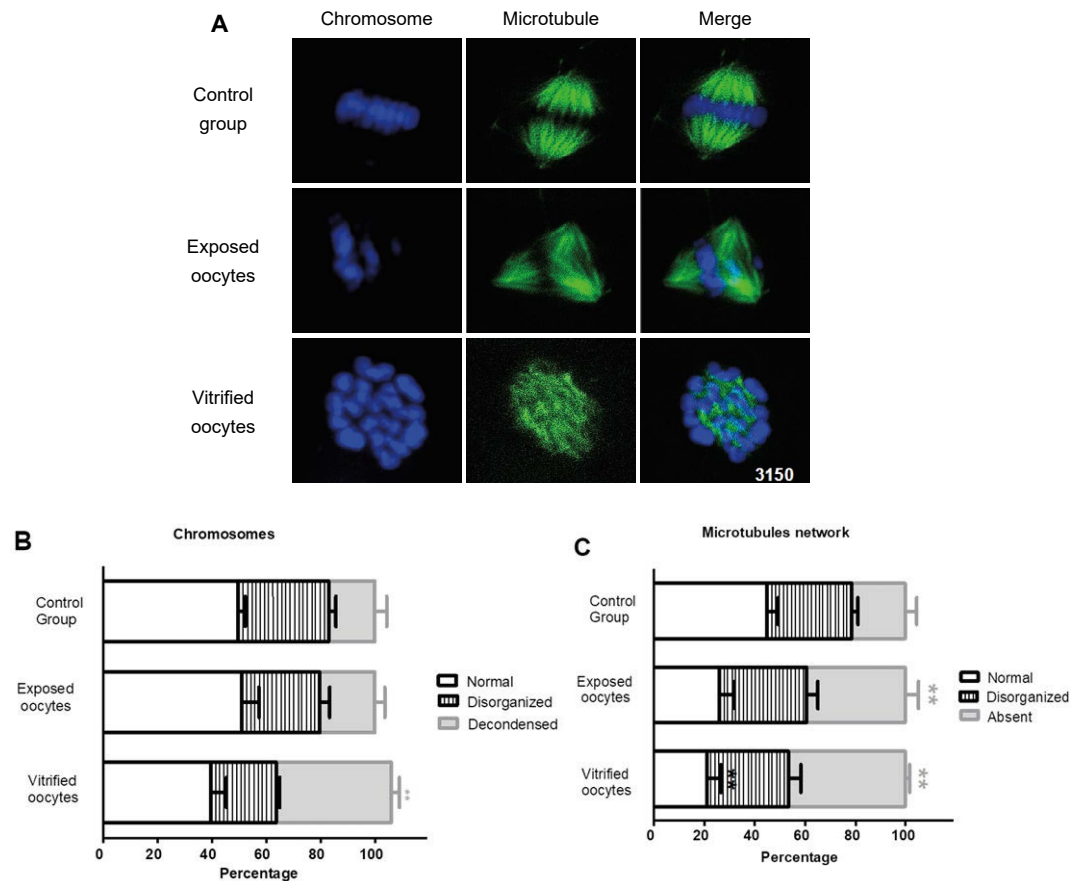 A
Chromosome Microtubule Merge
Control
group
Exposed
oocytes
Vitrified
oocytes
3150
B
Chromosomes
Control
Group
Exposed
oocytes
Vitrified
oocytes
**
Normal
Disorganized
Decondensed
0 20 40 60 80 100
Percentage
C
Microtubules network
Control
Group
Exposed
oocytes
**
Vitrified
oocytes
** **
Normal
Disorganized
Absent
0 20 40 60 80 100
Percentage